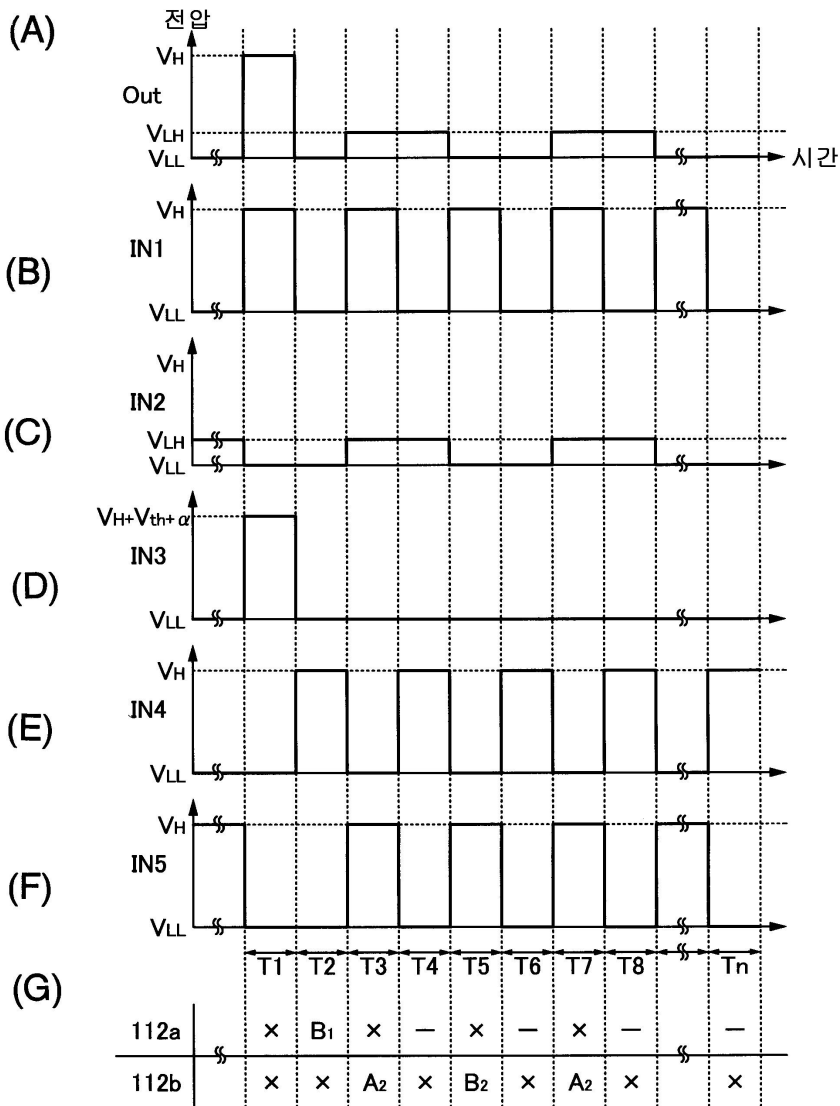 (A)
전압
VH
Out
VLH
VLL
시간
(B)
VH
IN1
VLL
(C)
VH
IN2
VLH
VLL
(D)
VH+Vth+α
IN3
VLL
(E)
VH
IN4
VLL
(F)
VH
IN5
VLL
T1 T2 T3 T4 T5 T6 T7 T8 Tn
(G)
112a × B1 × − × − × − −
112b × × A2 × B2 × A2 × ×